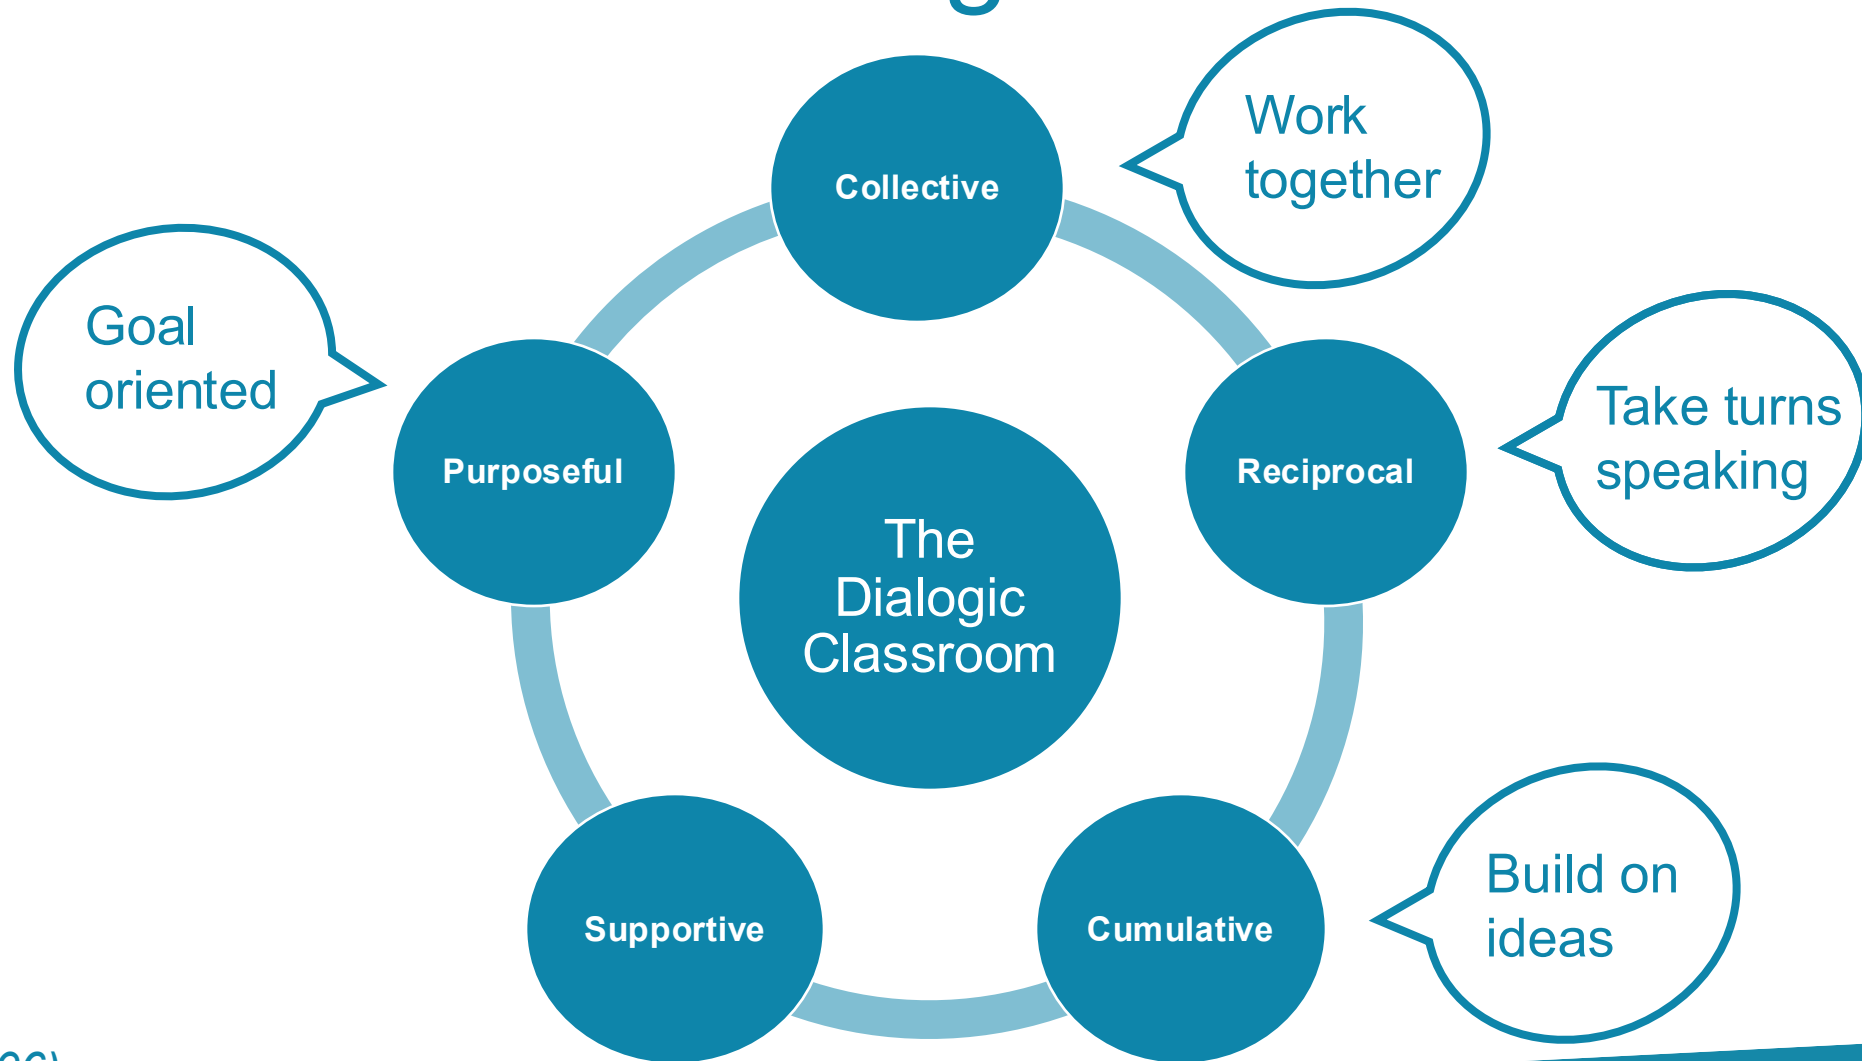 Collective
Work
together
Goal
oriented
Purposeful
Reciprocal
Take turns
speaking
The
Dialogic
Classroom
Supportive
Cumulative
Build on
ideas